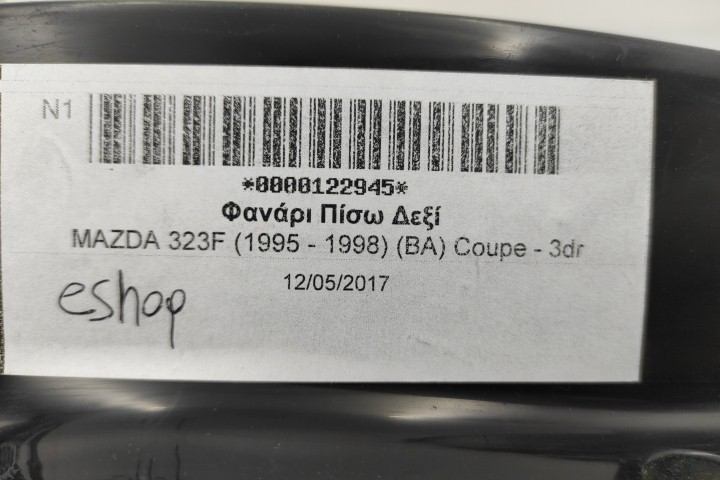 N1
*0000122945*
Φανάρι Πίσω Δεξί
MAZDA 323F (1995 - 1998) (BA) Coupe - 3dr
12/05/2017
eshop